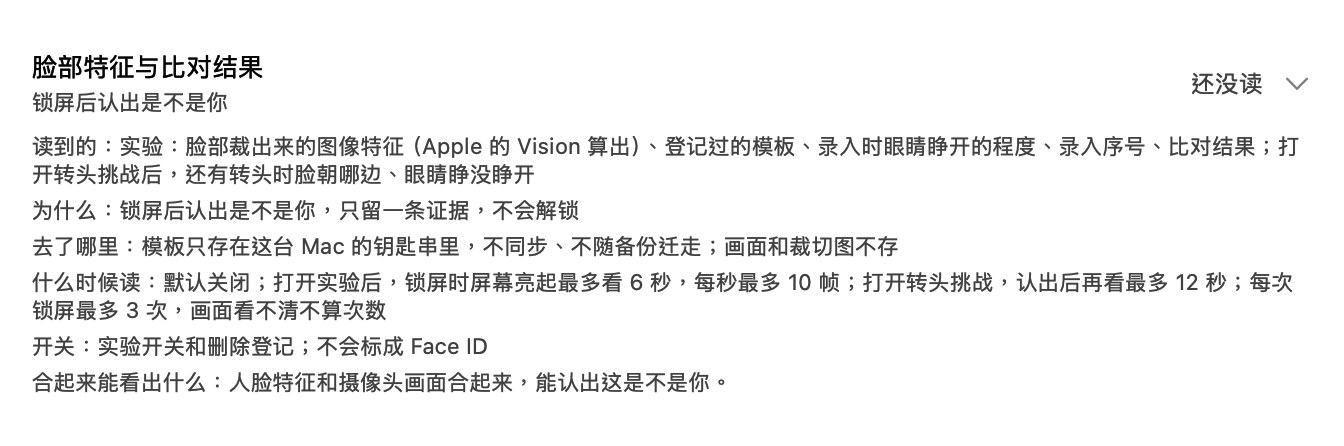 脸部特征与比对结果
锁屏后认出是不是你
还没读
读到的：实验：脸部裁出来的图像特征（Apple 的 Vision 算出）、登记过的模板、录入时眼睛睁开的程度、录入序号、比对结果；打
开转头挑战后，还有转头时脸朝哪边、眼睛睁没睁开
为什么：锁屏后认出是不是你，只留一条证据，不会解锁
去了哪里：模板只存在这台 Mac 的钥匙串里，不同步、不随备份迁走；画面和裁切图不存
什么时候读：默认关闭；打开实验后，锁屏时屏幕亮起最多看 6 秒，每秒最多 10 帧；打开转头挑战，认出后再看最多 12 秒；每次
锁屏最多 3 次，画面看不清不算次数
开关：实验开关和删除登记；不会标成 Face ID
合起来能看出什么：人脸特征和摄像头画面合起来，能认出这是不是你。